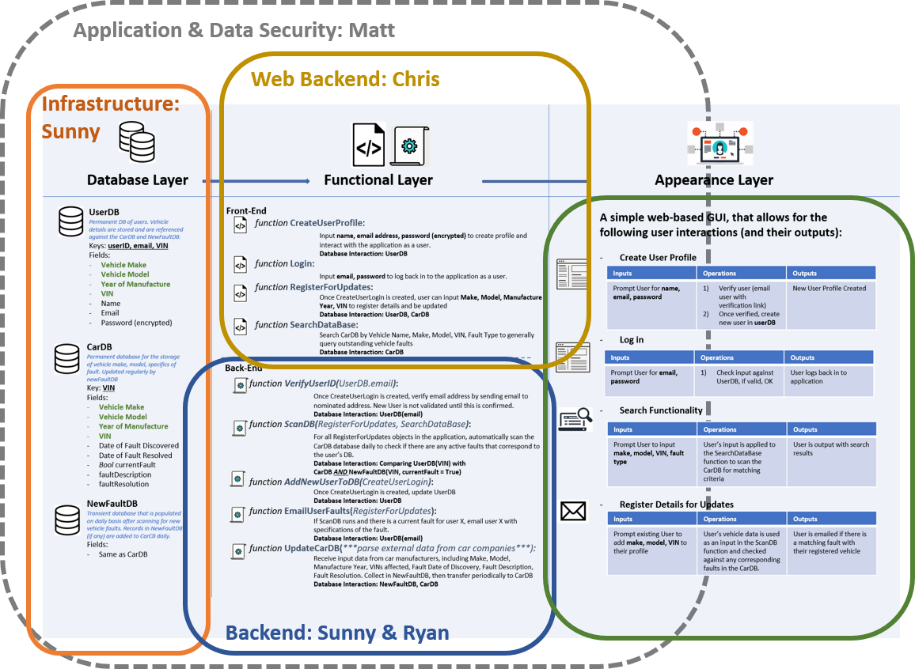 Application & Data Security: Matt
Web Backend: Chris
Infrastructure:
Sunny
Database Layer
Functional Layer
Appearance Layer
UserDB
Permanent DB of users. Vehicle
details are stored and are referenced
against the CarDB and NewFaultDB.
Keys: userID, email, VIN
Fields:
- Vehicle Make
- Vehicle Model
- Year of Manufacture
- VIN
- Name
- Email
- Password (encrypted)
CarDB
Permanent database for the storage
of vehicle make, model, specifics of
fault. Updated regularly by
newFaultDB
Key: VIN
Fields:
- Vehicle Make
- Vehicle Model
- Year of Manufacture
- VIN
- Date of Fault Discovered
- Date of Fault Resolved
- Bool currentFault
- faultDescription
- faultResolution
NewFaultDB
Transient database that is populated
on daily basis after scanning for new
vehicle faults. Records in NewFaultDB
(if any) are added to CarDB daily.
Fields:
- Same as CarDB
Front-End
function CreateUserProfile:
Input name, email address, password (encrypted) to create profile and
interact with the application as a user.
Database Interaction: UserDB
function Login:
Input email, password to log back in to the application as a user.
function RegisterForUpdates:
Once CreateUserLogin is created, user can input Make, Model, Manufacture
Year, VIN to register details and be updated
Database Interaction: UserDB, CarDB
function SearchDataBase:
Search CarDB by Vehicle Name, Make, Model, VIN, Fault Type to generally
query outstanding vehicle faults
Database Interaction: CarDB
Back-End
function VerifyUserID(UserDB.email):
Once CreateUserLogin is created, verify email address by sending email to
nominated address. New User is not validated until this is confirmed.
Database Interaction: UserDB(email)
function ScanDB(RegisterForUpdates, SearchDataBase):
For all RegisterForUpdates objects in the application, automatically scan the
CarDB database daily to check if there are any active faults that correspond to
the user's DB.
Database Interaction: Comparing UserDB(VIN) with
CarDB AND NewFaultDB(VIN, currentFault = True)
function AddNewUserToDB(CreateUserLogin):
Once CreateUserLogin is created, update UserDB
Database Interaction: UserDB
function EmailUserFaults(RegisterForUpdates):
If ScanDB runs and there is a current fault for user X, email user X with
specifications of the fault.
Database Interaction: UserDB(email)
function UpdateCarDB(***parse external data from car companies***):
Receive input data from car manufacturers, including Make, Model,
Manufacture Year, VINs affected, Fault Date of Discovery, Fault Description,
Fault Resolution. Collect in NewFaultDB, then transfer periodically to CarDB
Database Interaction: NewFaultDB, CarDB
Backend: Sunny & Ryan
A simple web-based GUI, that allows for the
following user interactions (and their outputs):
- Create User Profile
Inputs Operations Outputs
Prompt User for name, 1) Verify user (email New User Profile Created
email, password user with
verification link)
2) Once verified, create
new user in userDB
- Log in
Inputs Operations Outputs
Prompt User for email, 1) Check input against User logs back in to
password UserDB, if valid, OK application
- Search Functionality
Inputs Operations Outputs
Prompt User to input User's input is applied to User is output with search
make, model, VIN, fault the SearchDatabase results
type function to scan the
CarDB for matching
criteria
- Register Details for Updates
Inputs Operations Outputs
Prompt existing User to User's vehicle data is used User is emailed if there is
add make, model, VIN to as an input in the ScanDB a matching fault with
their profile function and checked their registered vehicle
against any corresponding
faults in the CarDB.